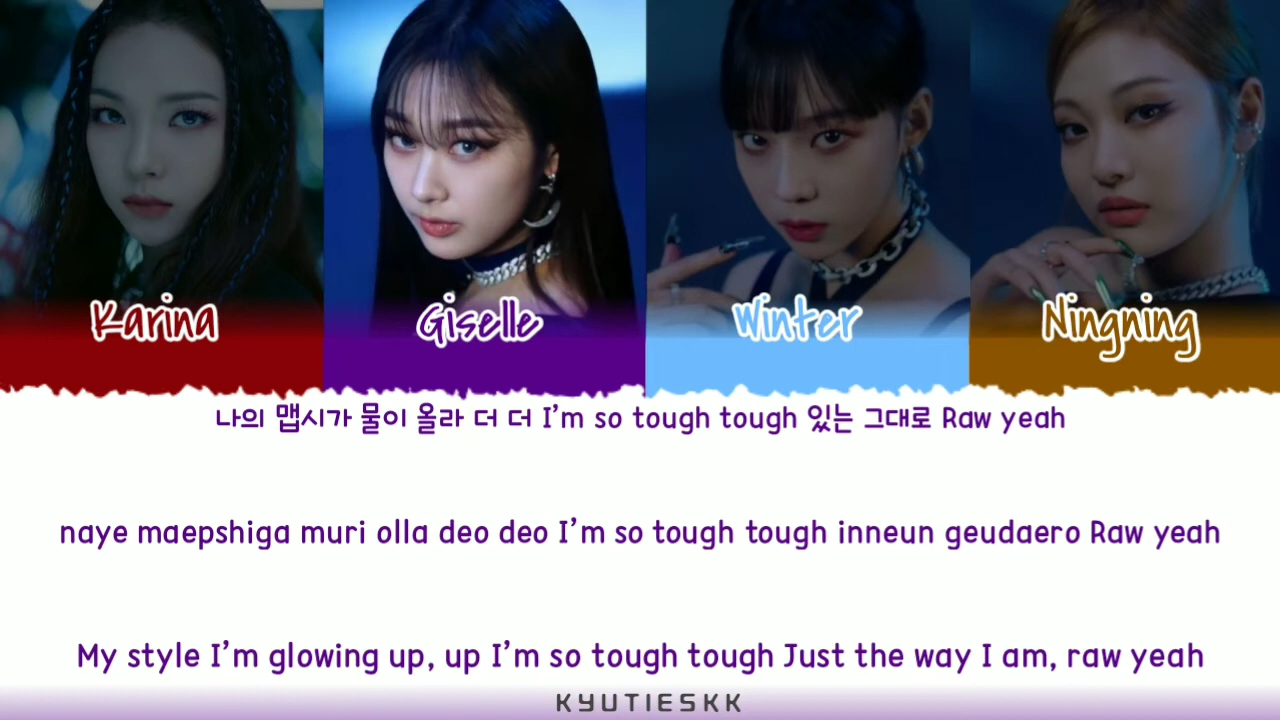 Karina
Giselle
Winter
Ningning
나의 맵시가 물이 올라 더 더 I'm so tough tough 있는 그대로 Raw yeah
naye maepshiga muri olla deo deo I'm so tough tough inneun geudaero Raw yeah
My style I'm glowing up, up I'm so tough tough Just the way I am, raw yeah
KYUTIESKK